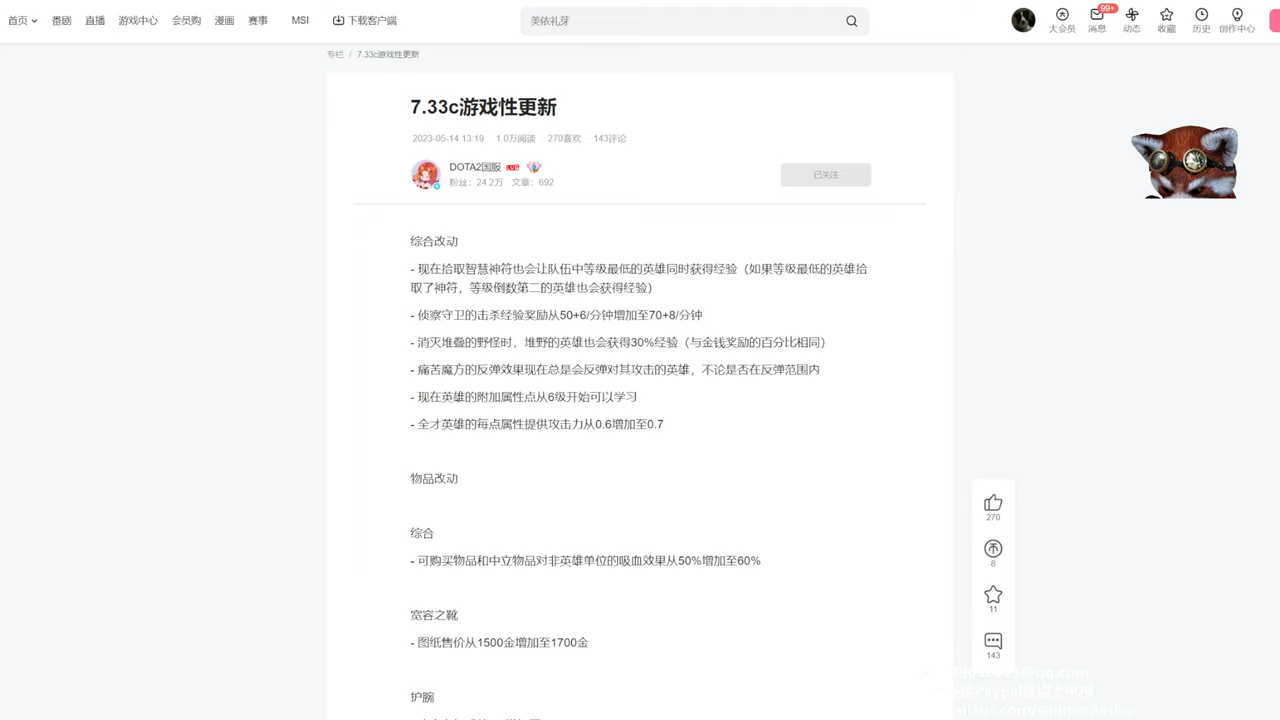 首页 番剧 直播 游戏中心 会员购 漫画 赛事 MSI 下载客户端 美依礼芽 99+ 大会员 消息 动态 收藏 历史 创作中心
专栏 / 7.33c游戏性更新
7.33c游戏性更新
2023-05-14 13:19 1.0万阅读 · 270喜欢 · 143评论
DOTA2国服 LV6
粉丝：24.2万 文章：692
已关注
综合改动
- 现在拾取智慧神符也会让队伍中等级最低的英雄同时获得经验（如果等级最低的英雄拾
取了神符，等级倒数第二的英雄也会获得经验）
- 侦察守卫的击杀经验奖励从50+6/分钟增加至70+8/分钟
- 消灭堆叠的野怪时，堆野的英雄也会获得30%经验（与金钱奖励的百分比相同）
- 痛苦魔方的反弹效果现在总是会反弹对其攻击的英雄，不论是否在反弹范围内
- 现在英雄的附加属性点从6级开始可以学习
- 全才英雄的每点属性提供攻击力从0.6增加至0.7
物品改动
综合
- 可购买物品和中立物品对非英雄单位的吸血效果从50%增加至60%
宽容之靴
- 图纸售价从1500金增加至1700金
护腕
270
8
11
143
@qq.com